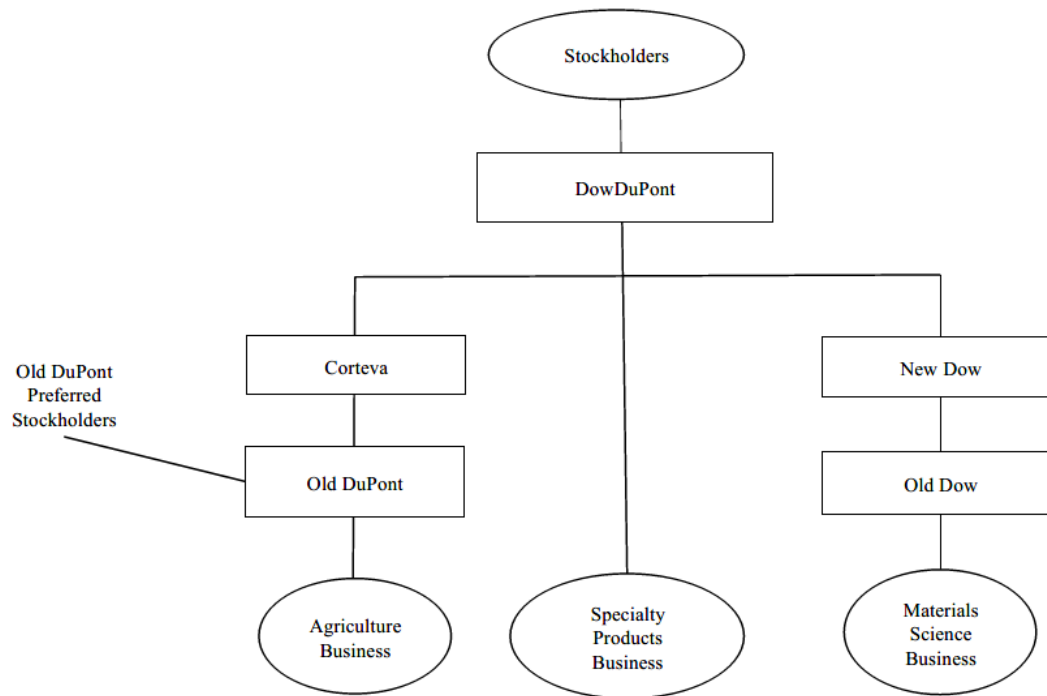 Stockholders
DowDuPont
Corteva
New Dow
Old DuPont
Preferred
Stockholders
Old DuPont
Old Dow
Agriculture
Business
Specialty
Products
Business
Materials
Science
Business